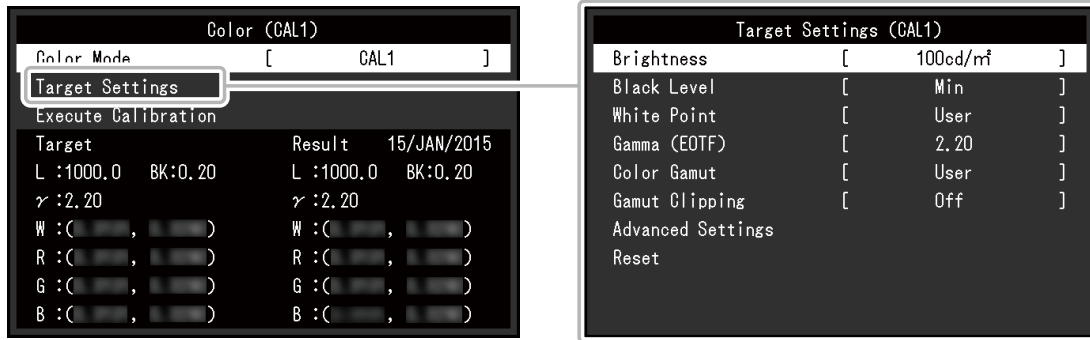 Color (CAL1)
Color Mode [ CAL1 ]
Target Settings
Execute Calibration
Target Result 15/JAN/2015
L :1000.0 BK:0.20 L :1000.0 BK:0.20
γ :2.20 γ :2.20
W :( , ) W :( , )
R :( , ) R :( , )
G :( , ) G :( , )
B :( , ) B :( , )
Target Settings (CAL1)
Brightness [ 100cd/㎡ ]
Black Level [ Min ]
White Point [ User ]
Gamma (EOTF) [ 2.20 ]
Color Gamut [ User ]
Gamut Clipping [ Off ]
Advanced Settings
Reset